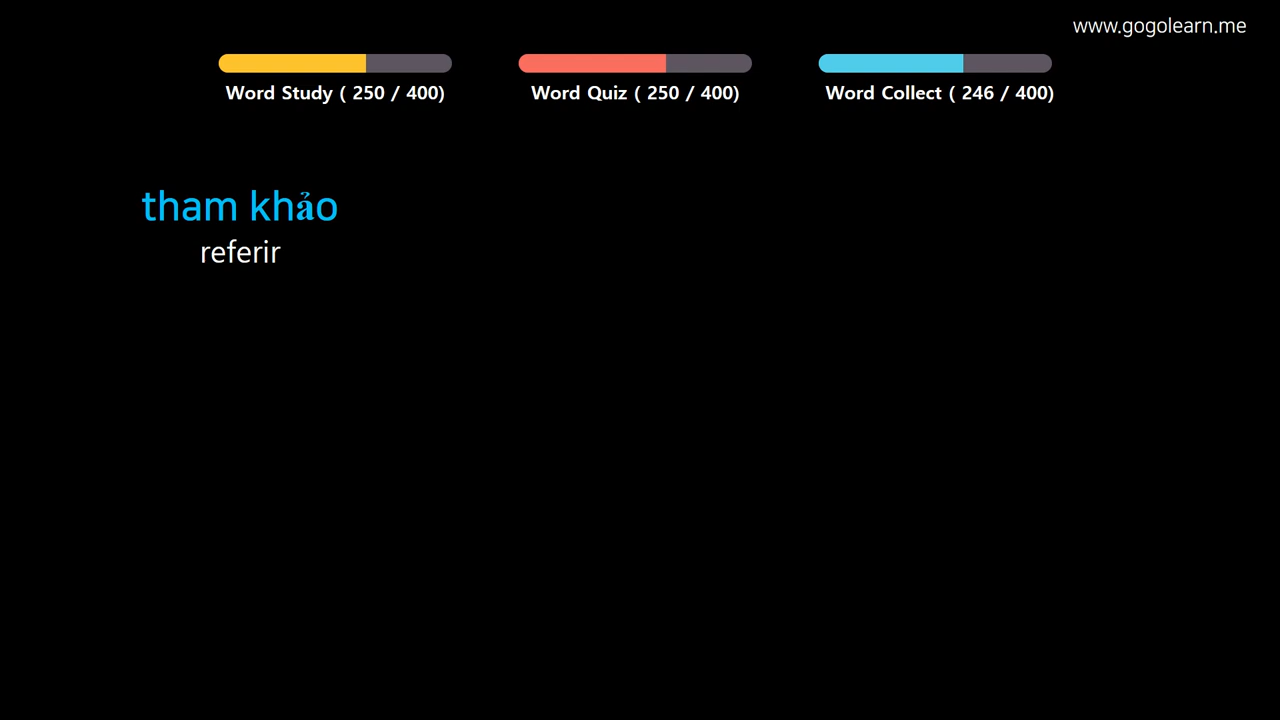 www.gogolearn.me
Word Study ( 250 / 400)
Word Quiz ( 250 / 400)
Word Collect ( 246 / 400)
tham khảo
referir